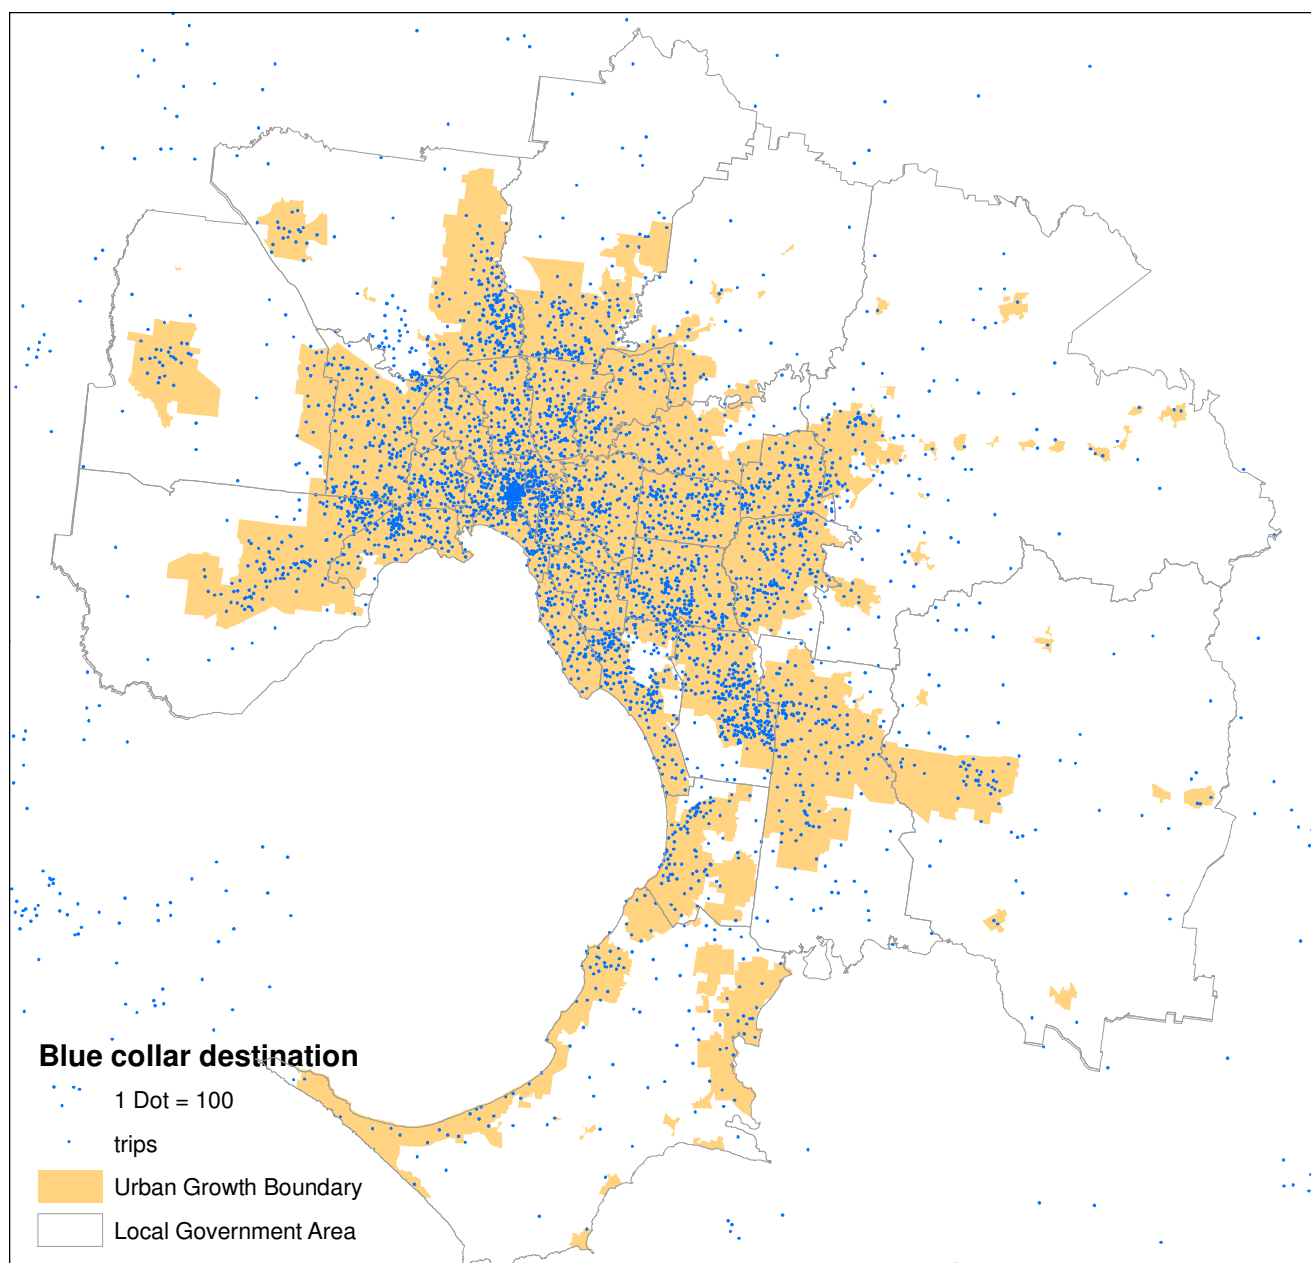 Blue collar destination
1 Dot = 100
trips
Urban Growth Boundary
Local Government Area